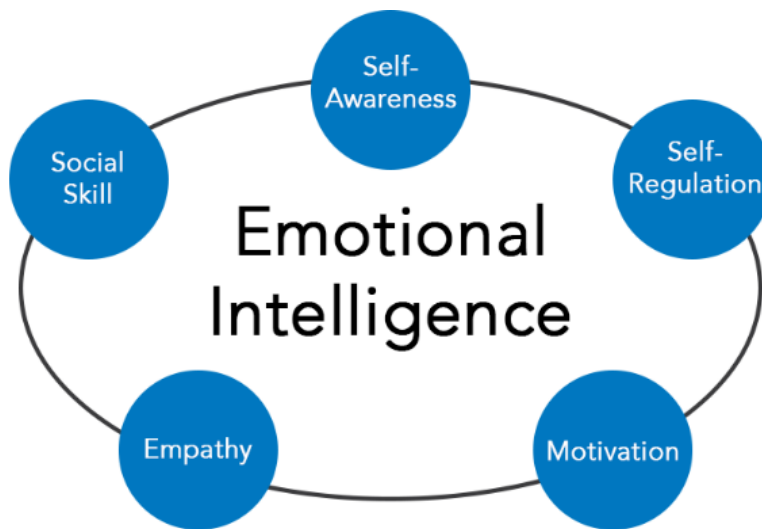 Self-
Awareness
Self-
Regulation
Motivation
Empathy
Social
Skill
Emotional
Intelligence